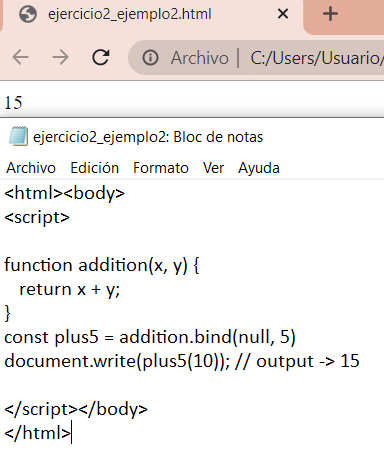 ejercicio2_ejemplo2.html
Archivo | C:/Users/Usuario/
15
ejercicio2_ejemplo2: Bloc de notas
Archivo Edición Formato Ver Ayuda
<html><body>
<script>
function addition(x, y) {
return x + y;
}
const plus5 = addition.bind(null, 5)
document.write(plus5(10)); // output -> 15
</script></body>
</html>